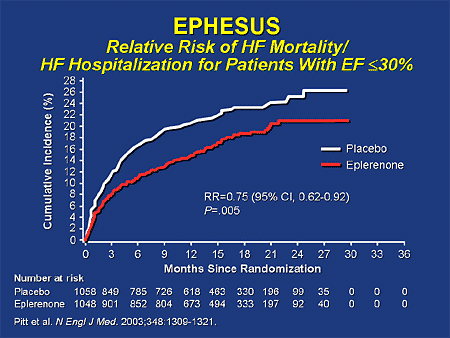 EPHESUS
Relative Risk of HF Mortality/
HF Hospitalization for Patients With EF ≤30%
Cumulative Incidence (%)
28
26
24
22
20
18
16
14
12
10
8
6
4
2
0
Placebo
Eplerenone
RR=0.75 (95% CI, 0.62-0.92)
P=.005
0 3 6 9 12 15 18 21 24 27 30 33 36
Months Since Randomization
Number at risk
Placebo 1058 849 785 726 618 463 330 196 99 35 0 0 0
Eplerenone 1048 901 852 804 673 494 333 197 92 40 0 0 0
Pitt et al. N Engl J Med. 2003;348:1309-1321.